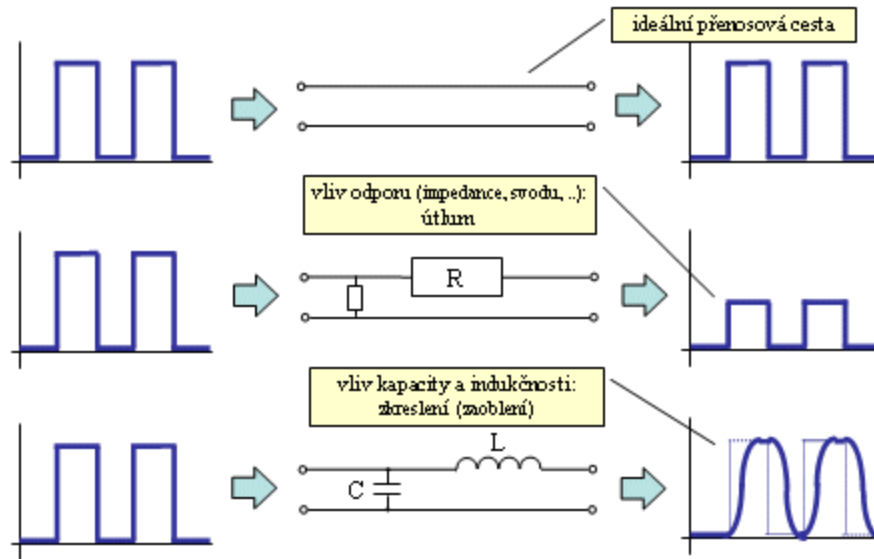 ideální přenosová cesta
vliv odporu (impedance, svodu, ..):
útlum
R
vliv kapacity a indukčnosti:
zkreslení (zaoblení)
L
C